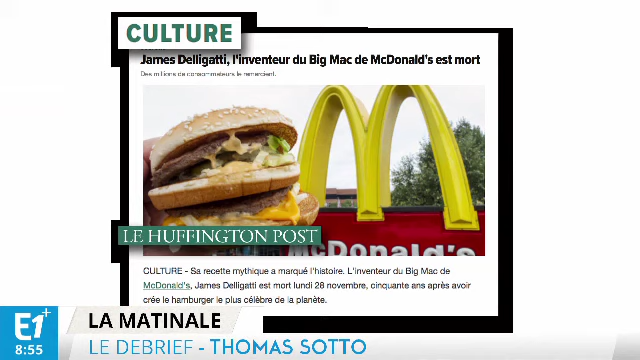 CULTURE
James Delligatti, l'inventeur du Big Mac de McDonald's est mort
Des millions de consommateurs le remercient.
McDonald's
LE HUFFINGTON POST
CULTURE - Sa recette mythique a marqué l'histoire. L'inventeur du Big Mac de
McDonald's, James Delligatti est mort lundi 28 novembre, cinquante ans après avoir
crée le hamburger le plus célèbre de la planète.
E1+
LA MATINALE
8:55
LE DEBRIEF - THOMAS SOTTO